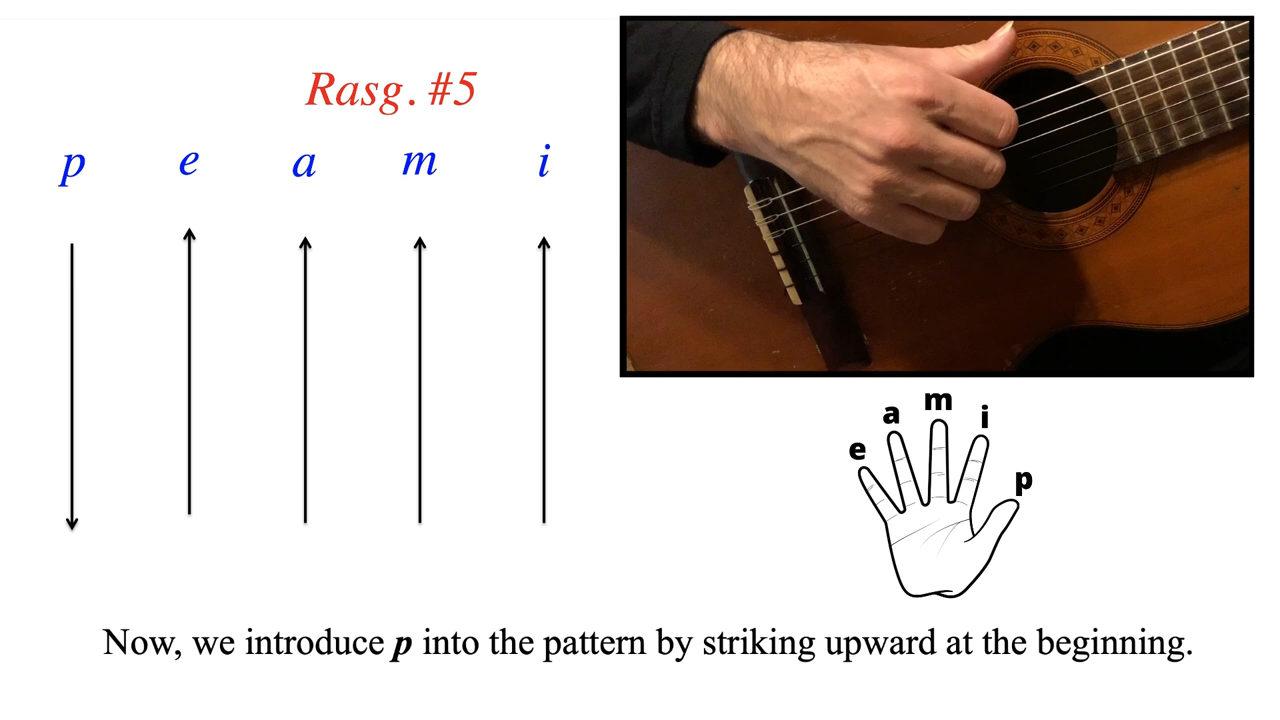 Rasg. #5
p e a m i
e a m i p
Now, we introduce p into the pattern by striking upward at the beginning.